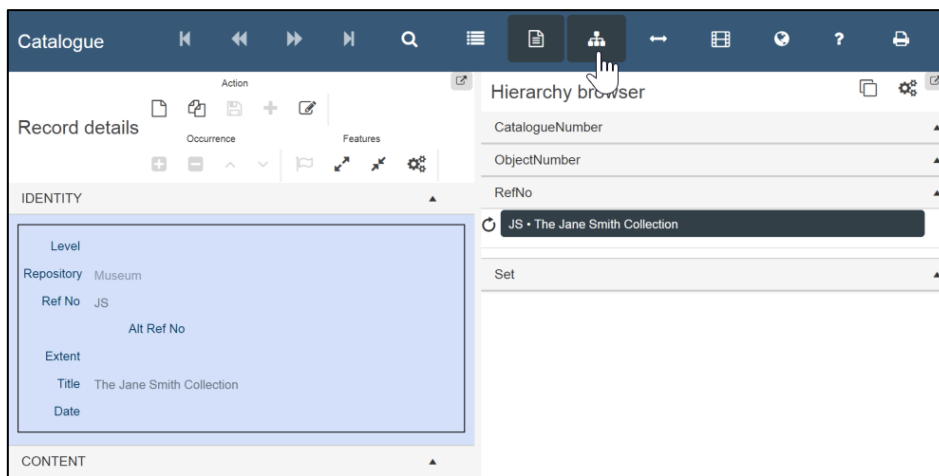 Catalogue
?
Action
Record details
Occurrence
Features
IDENTITY
Level
Repository Museum
Ref No JS
Alt Ref No
Extent
Title The Jane Smith Collection
Date
CONTENT
Hierarchy browser
CatalogueNumber
ObjectNumber
RefNo
JS • The Jane Smith Collection
Set